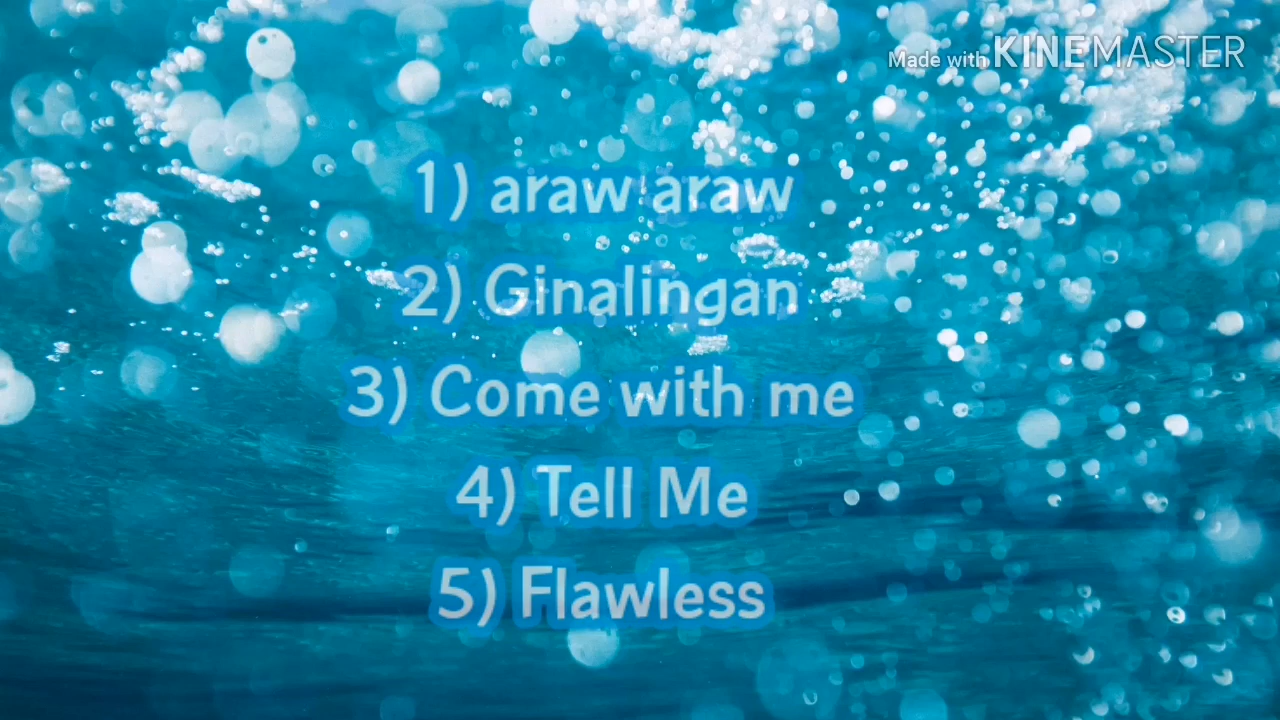 Made with KINEMASTER
1) araw araw
2) Ginalingan
3) Come with me
4) Tell Me
5) Flawless